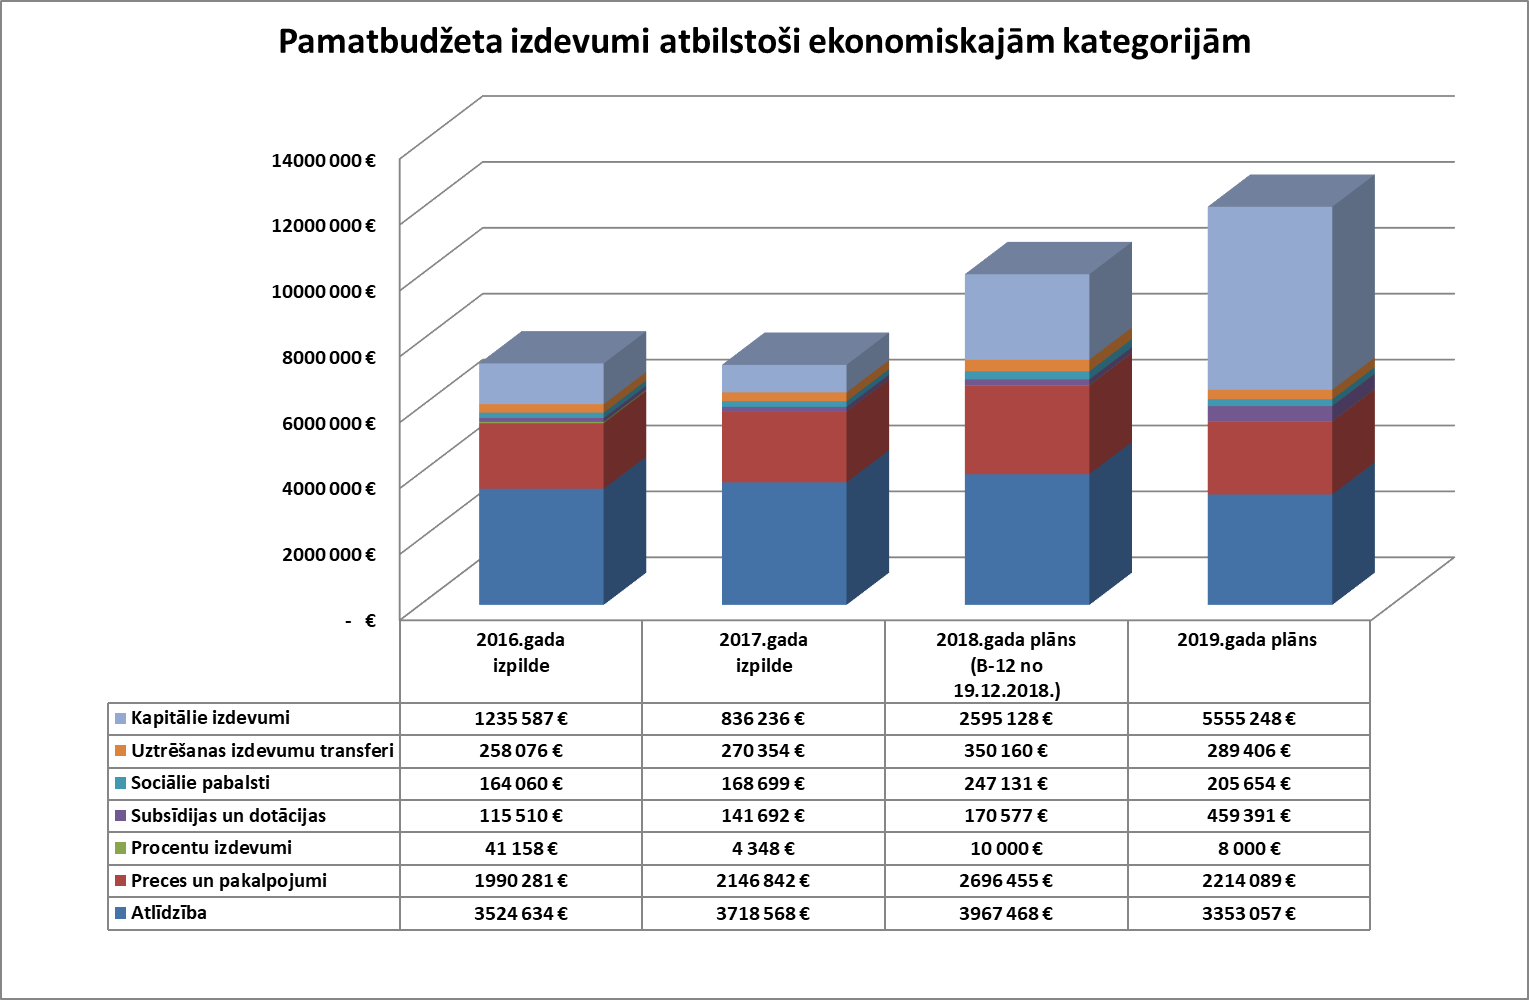 Pamatbudžeta izdevumi atbilstoši ekonomiskajām kategorijām
14000 000 €
12000 000 €
10000 000 €
8000 000 €
6000 000 €
4000 000 €
2000 000 €
- €
2016.gada
izpilde
2017.gada
izpilde
2018.gada plāns
(B-12 no
19.12.2018.)
2019.gada plāns
Kapitālie izdevumi 1235 587 € 836 236 € 2595 128 € 5555 248 €
Uztrēšanas izdevumu transferi 258 076 € 270 354 € 350 160 € 289 406 €
Sociālie pabalsti 164 060 € 168 699 € 247 131 € 205 654 €
Subsīdijas un dotācijas 115 510 € 141 692 € 170 577 € 459 391 €
Procentu izdevumi 41 158 € 4 348 € 10 000 € 8 000 €
Preces un pakalpojumi 1990 281 € 2146 842 € 2696 455 € 2214 089 €
Atlīdzība 3524 634 € 3718 568 € 3967 468 € 3353 057 €